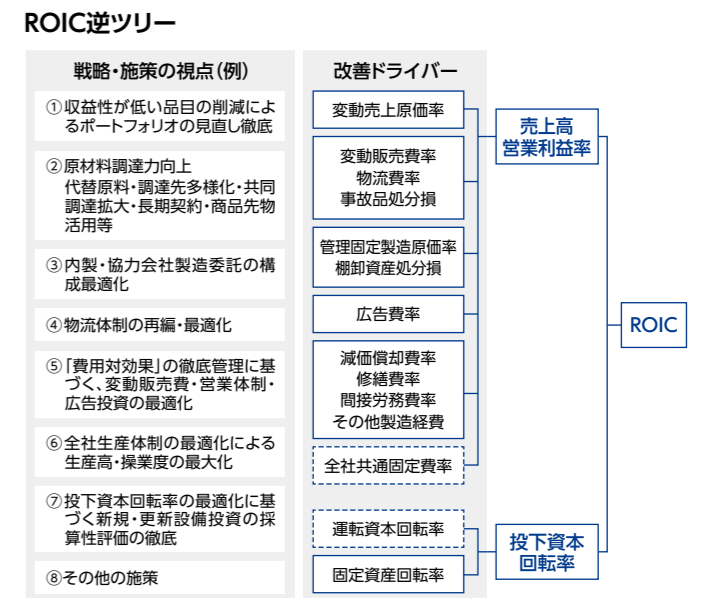 ROIC逆ツリー
戦略・施策の視点(例)
①収益性が低い品目の削減によ
るポートフォリオの見直し徹底
②原材料調達力向上
代替原料・調達先多様化・共同
調達拡大・長期契約・商品先物
活用等
③内製・協力会社製造委託の構
成最適化
④物流体制の再編・最適化
⑤「費用対効果」の徹底管理に基
づく、変動販売費・営業体制・
広告投資の最適化
⑥全社生産体制の最適化による
生産高・操業度の最大化
⑦投下資本回転率の最適化に基
づく新規・更新設備投資の採
算性評価の徹底
⑧その他の施策
改善ドライバー
変動売上原価率
変動販売費率
物流費率
事故品処分損
管理固定製造原価率
棚卸資産処分損
広告費率
減価償却費率
修繕費率
間接労務費率
その他製造経費
全社共通固定費率
運転資本回転率
固定資産回転率
売上高
営業利益率
投下資本
回転率
ROIC